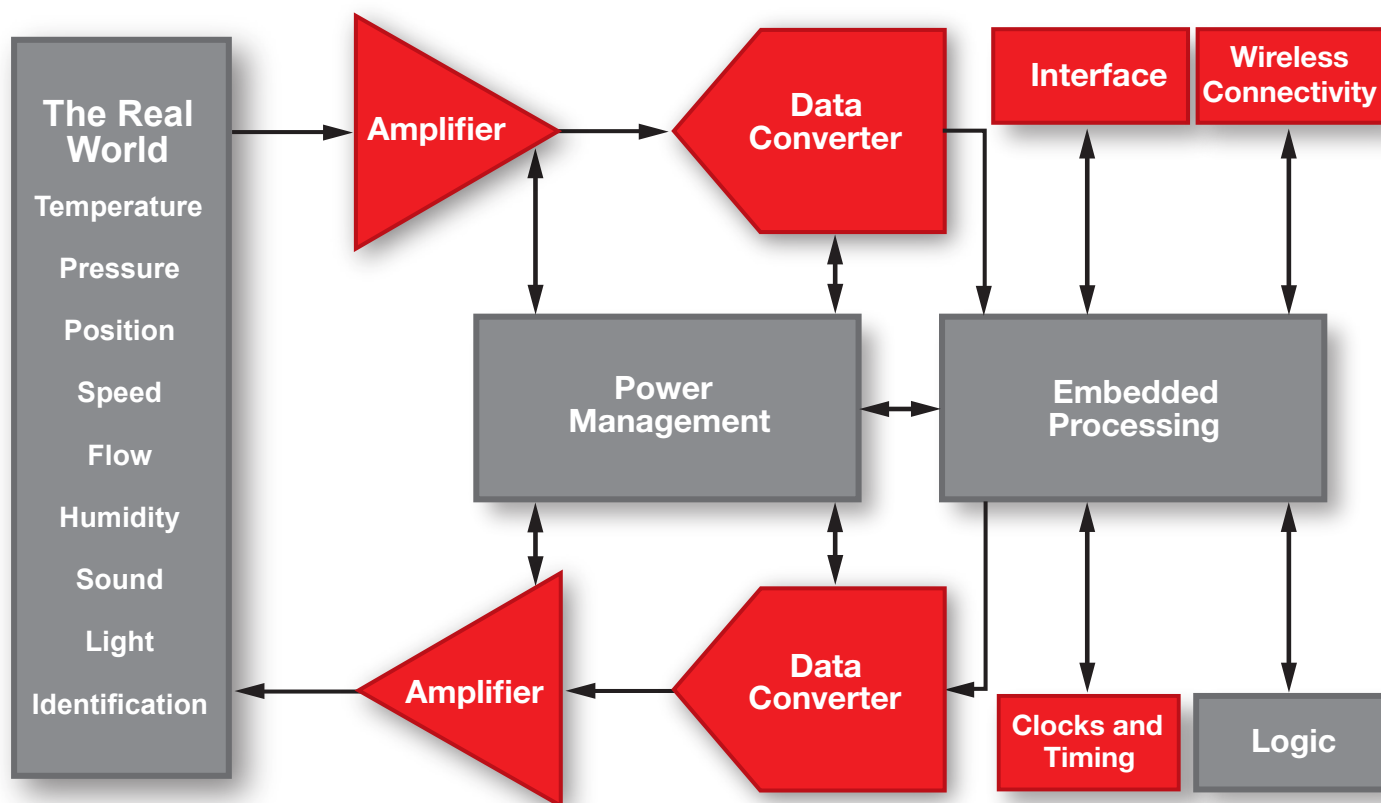 The Real
World
Temperature
Pressure
Position
Speed
Flow
Humidity
Sound
Light
Identification
Amplifier
Data
Converter
Interface
Wireless
Connectivity
Power
Management
Embedded
Processing
Amplifier
Data
Converter
Clocks and
Timing
Logic